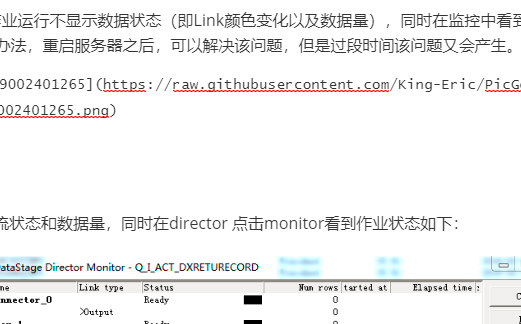 作业运行不显示数据状态（即Link颜色变化以及数据量），同时在监控中看到
办法，重启服务器之后，可以解决该问题，但是过段时间该问题又会产生。
9002401265](https://raw.githubusercontent.com/King-Eric/PicGo
002401265.png)
流状态和数据量，同时在director 点击monitor看到作业状态如下：
DataStage Director Monitor - Q_I_ACT_DXRETURECORD
me Link type Status Num rows tarted at Elapsed time
nnector_0 Ready 0
>Output 0
Ready 0